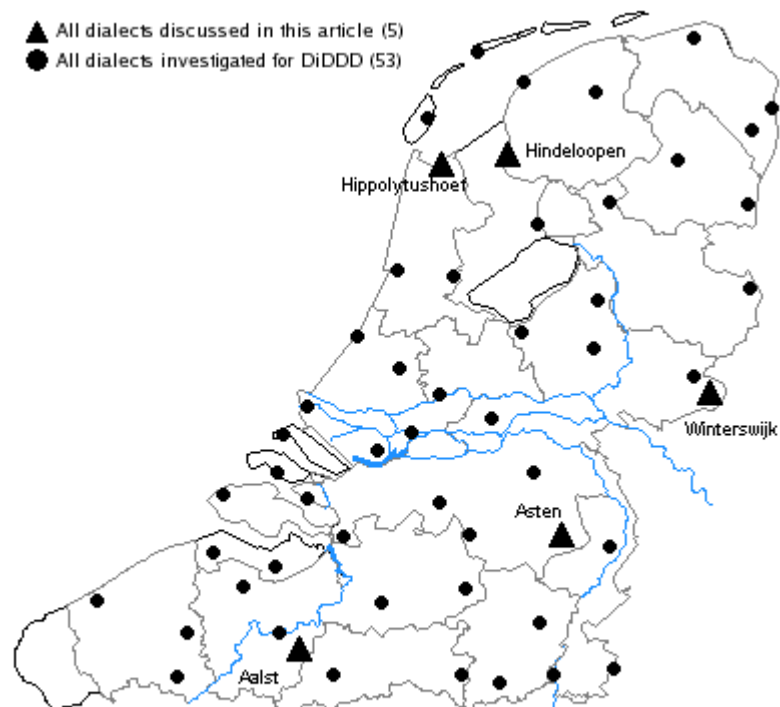 All dialects discussed in this article (5)
All dialects investigated for DiDDD (53)
Hindeloopen
Hippolytushoef
Winterswijk
Asten
Aalst